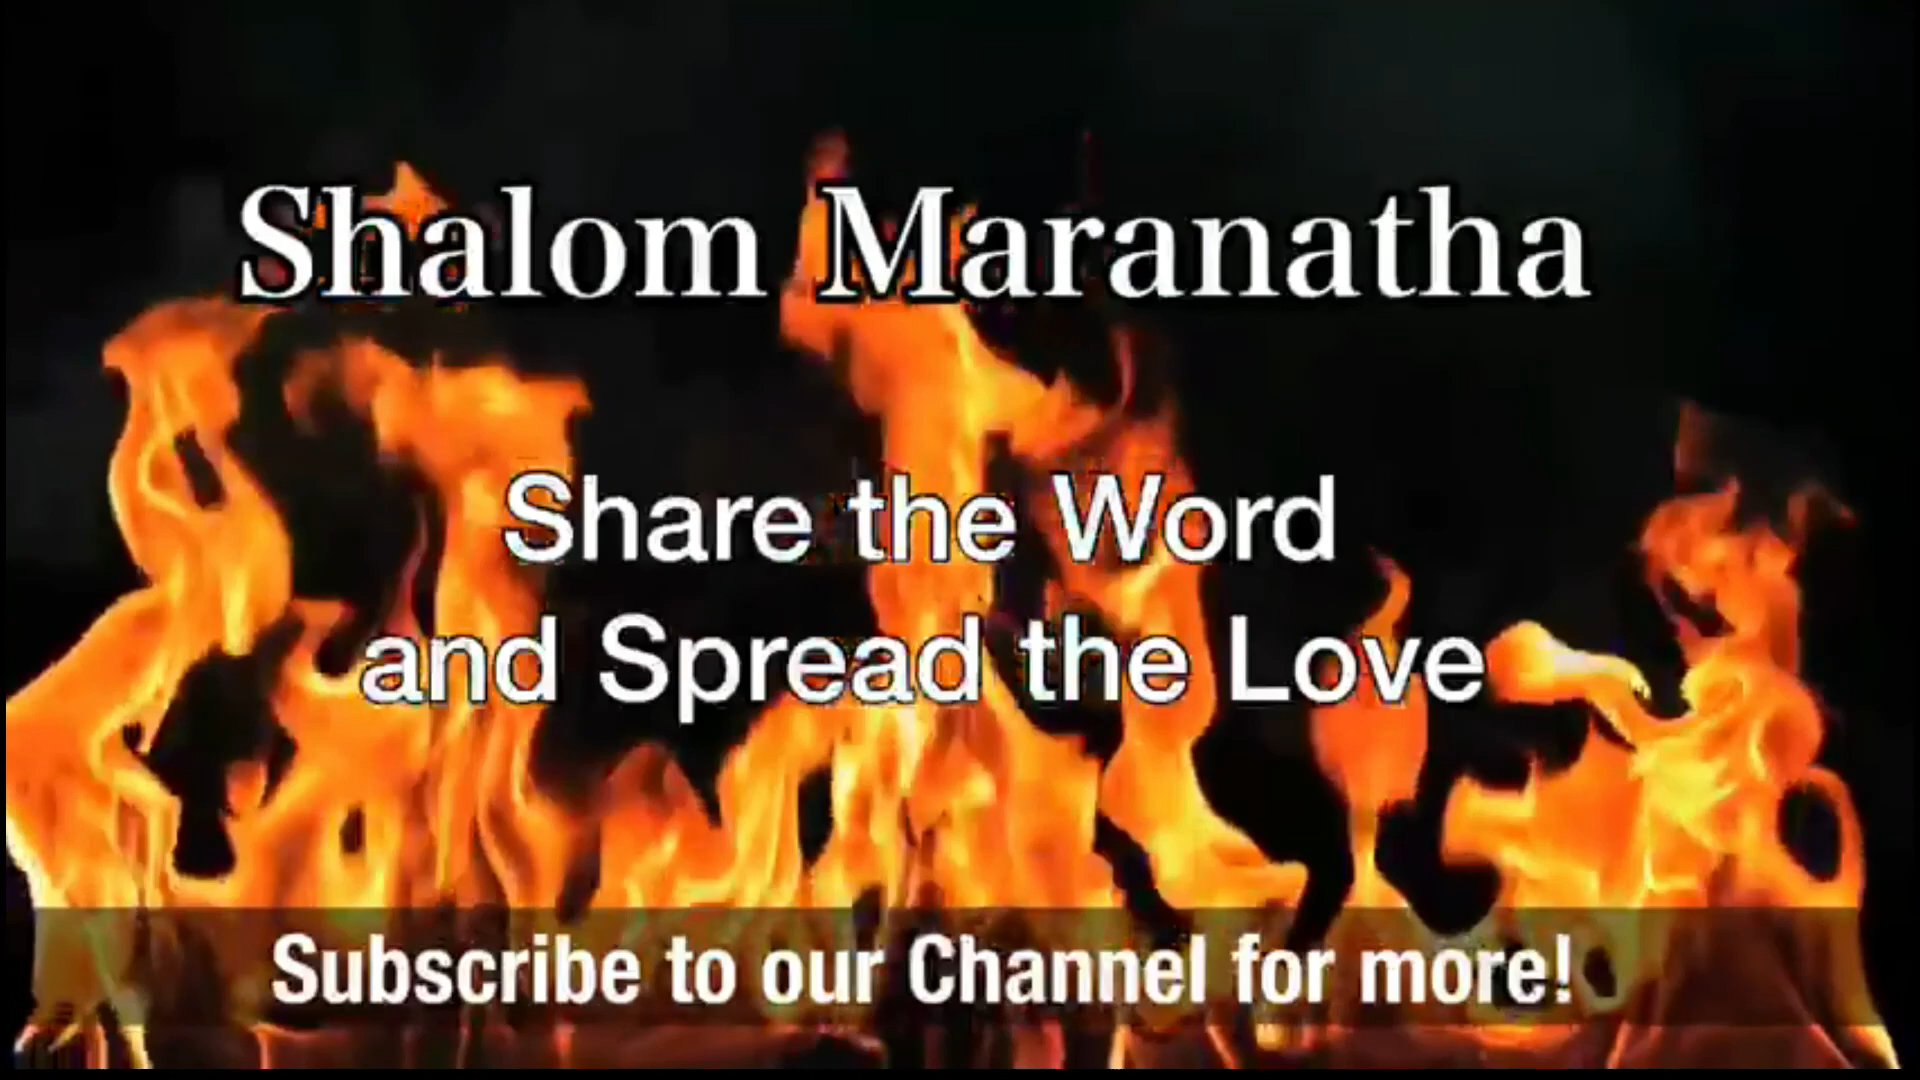 Shalom Maranatha
Share the Word
and Spread the Love
Subscribe to our Channel for more!